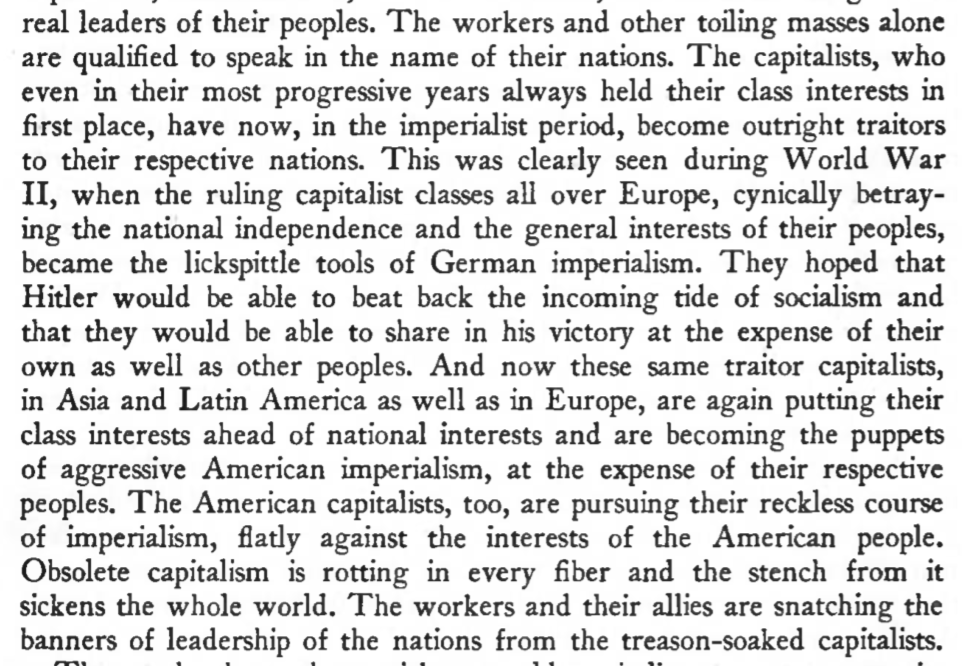 real leaders of their peoples. The workers and other toiling masses alone
are qualified to speak in the name of their nations. The capitalists, who
even in their most progressive years always held their class interests in
first place, have now, in the imperialist period, become outright traitors
to their respective nations. This was clearly seen during World War
II, when the ruling capitalist classes all over Europe, cynically betray-
ing the national independence and the general interests of their peoples,
became the lickspittle tools of German imperialism. They hoped that
Hitler would be able to beat back the incoming tide of socialism and
that they would be able to share in his victory at the expense of their
own as well as other peoples. And now these same traitor capitalists,
in Asia and Latin America as well as in Europe, are again putting their
class interests ahead of national interests and are becoming the puppets
of aggressive American imperialism, at the expense of their respective
peoples. The American capitalists, too, are pursuing their reckless course
of imperialism, flatly against the interests of the American people.
Obsolete capitalism is rotting in every fiber and the stench from it
sickens the whole world. The workers and their allies are snatching the
banners of leadership of the nations from the treason-soaked capitalists.